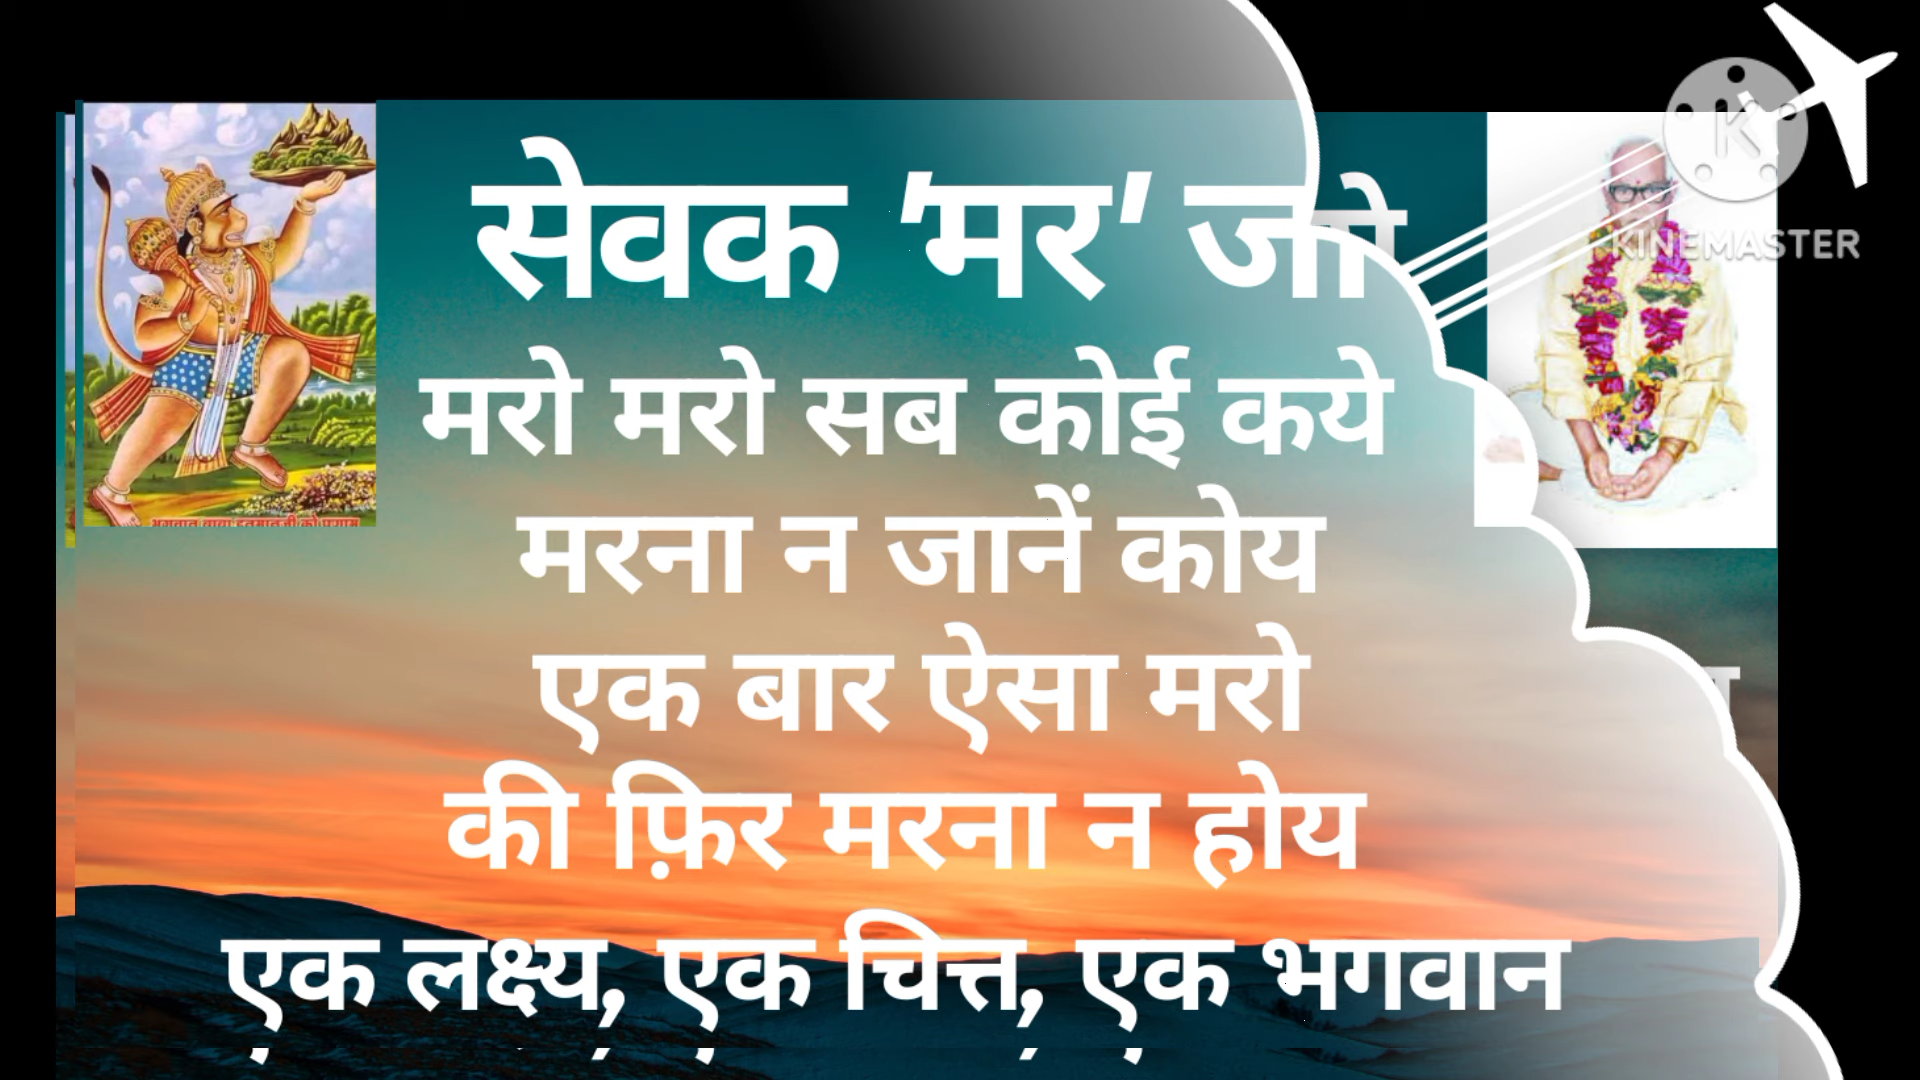 सेवक 'मर' जा
मरो मरो सब कोई कये
मरना न जानें कोय
एक बार ऐसा मरो
की फ़िर मरना न होय
एक लक्ष्य, एक चित्त, एक भगवान
KINEMASTER